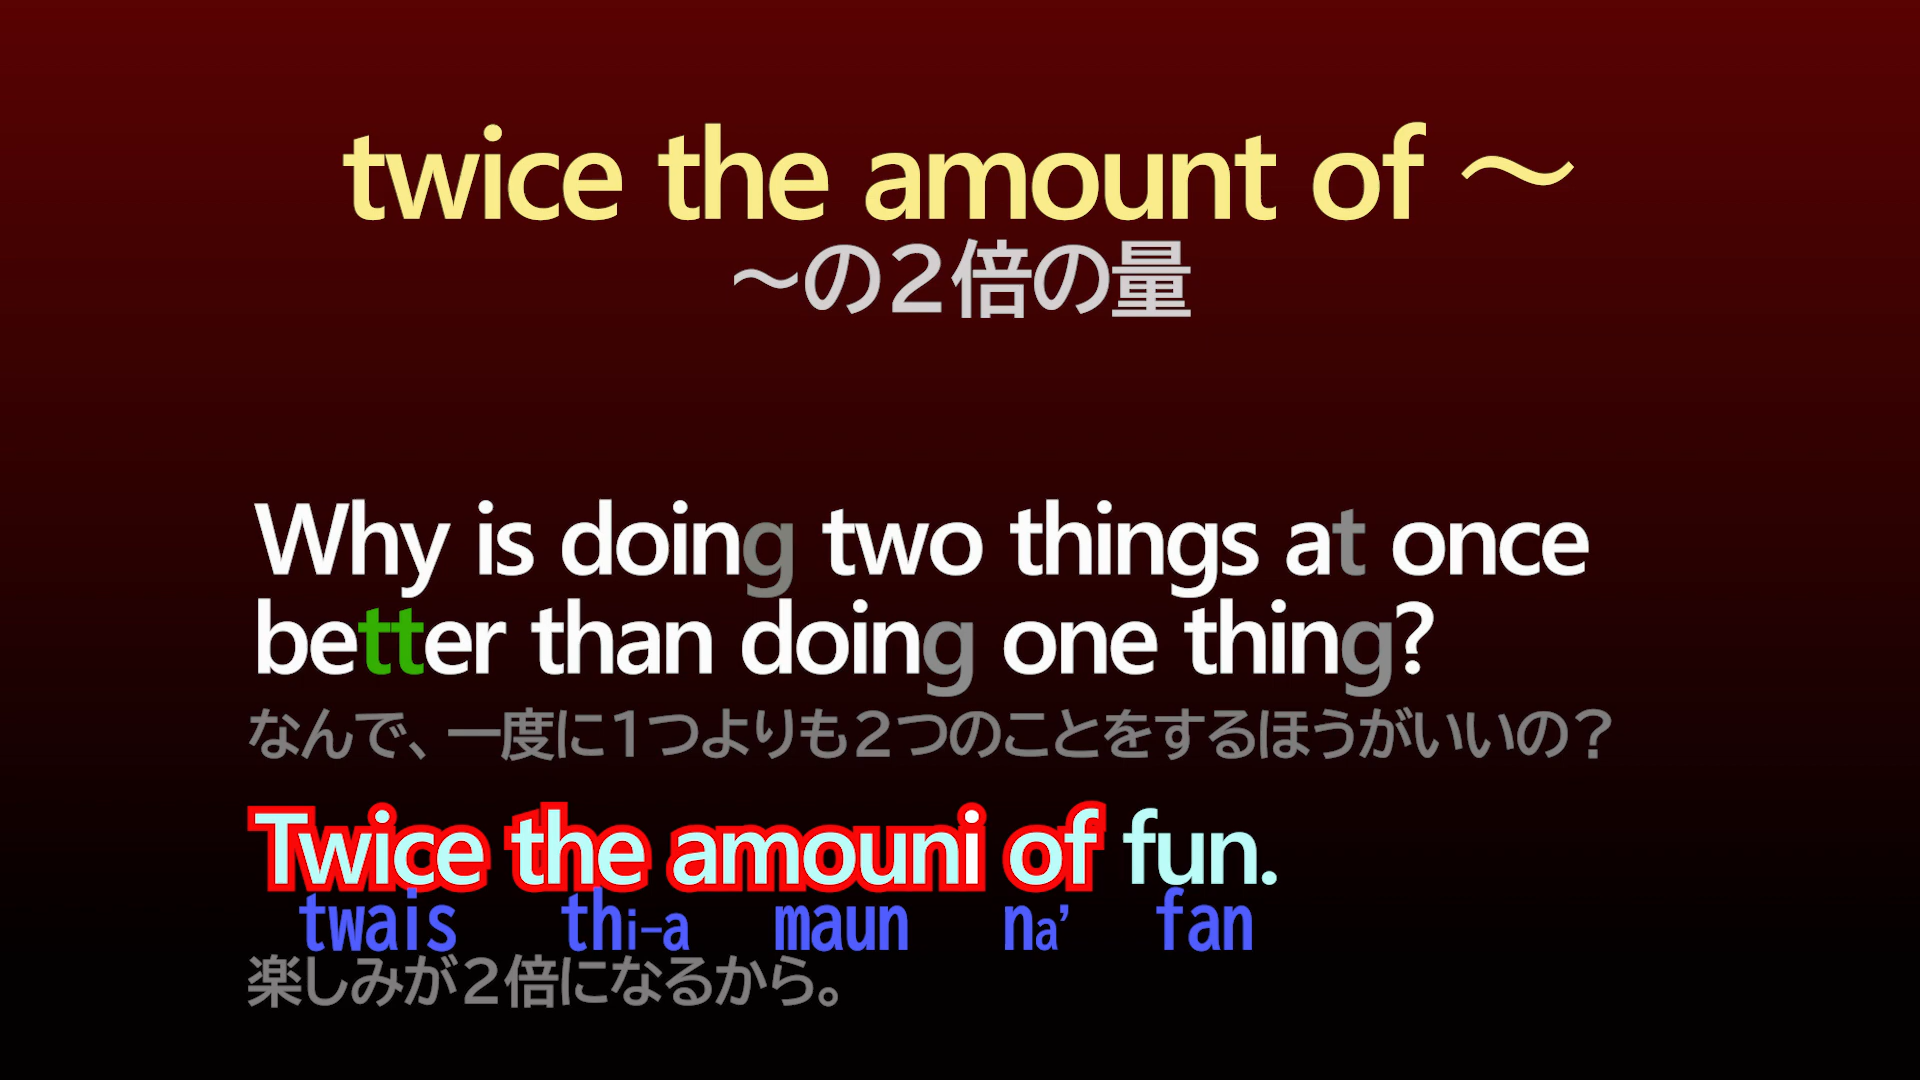 twice the amount of ～
～の２倍の量
Why is doing two things at once
better than doing one thing?
なんで、一度に１つよりも２つのことをするほうがいいの？
Twice the amouni of fun.
twais thi-a maun na’ fan
楽しみが２倍になるから。